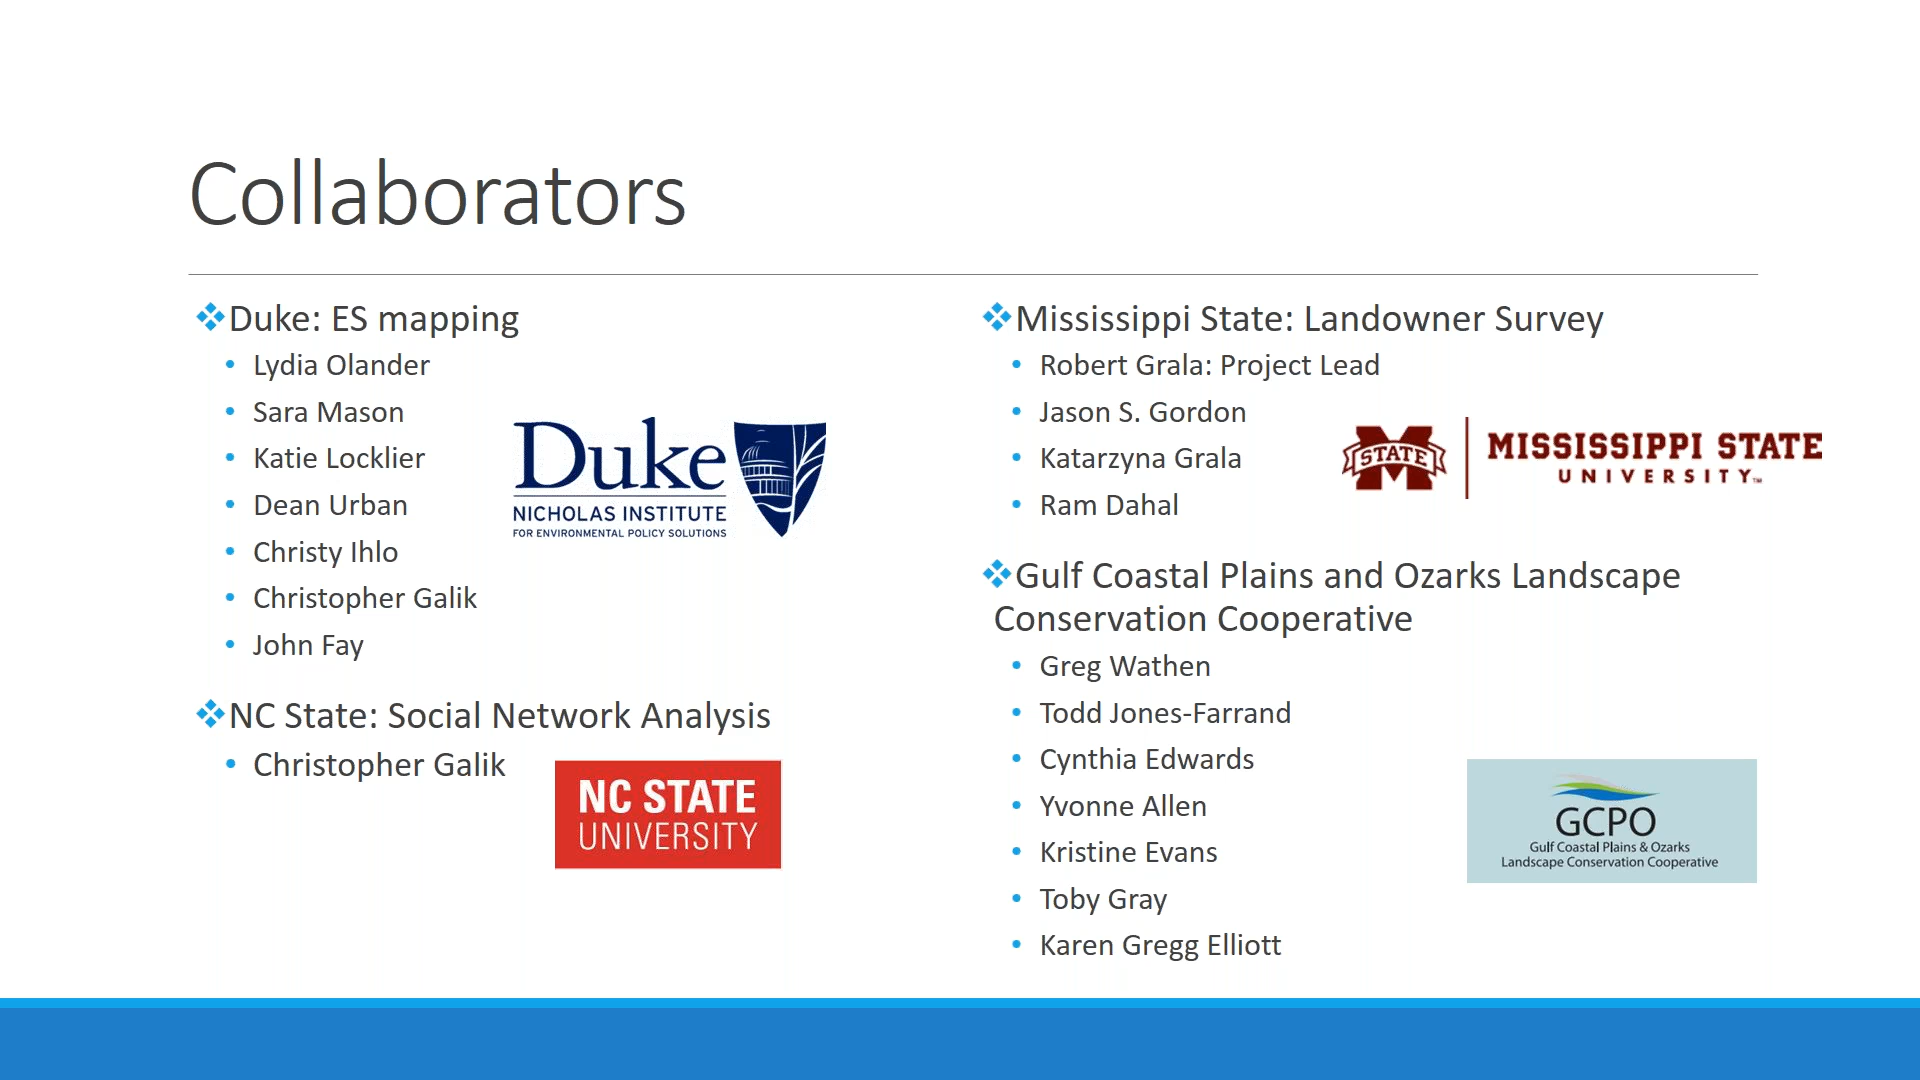 Collaborators
Duke: ES mapping
Lydia Olander
Sara Mason
Katie Locklier
Dean Urban
Christy Ihlo
Christopher Galik
John Fay
Duke
NICHOLAS INSTITUTE
FOR ENVIRONMENTAL POLICY SOLUTIONS
NC State: Social Network Analysis
Christopher Galik
NC STATE
UNIVERSITY
Mississippi State: Landowner Survey
Robert Grala: Project Lead
Jason S. Gordon
Katarzyna Grala
Ram Dahal
M
STATE
MISSISSIPPI STATE
UNIVERSITY™
Gulf Coastal Plains and Ozarks Landscape
Conservation Cooperative
Greg Wathen
Todd Jones-Farrand
Cynthia Edwards
Yvonne Allen
Kristine Evans
Toby Gray
Karen Gregg Elliott
GCPO
Gulf Coastal Plains & Ozarks
Landscape Conservation Cooperative